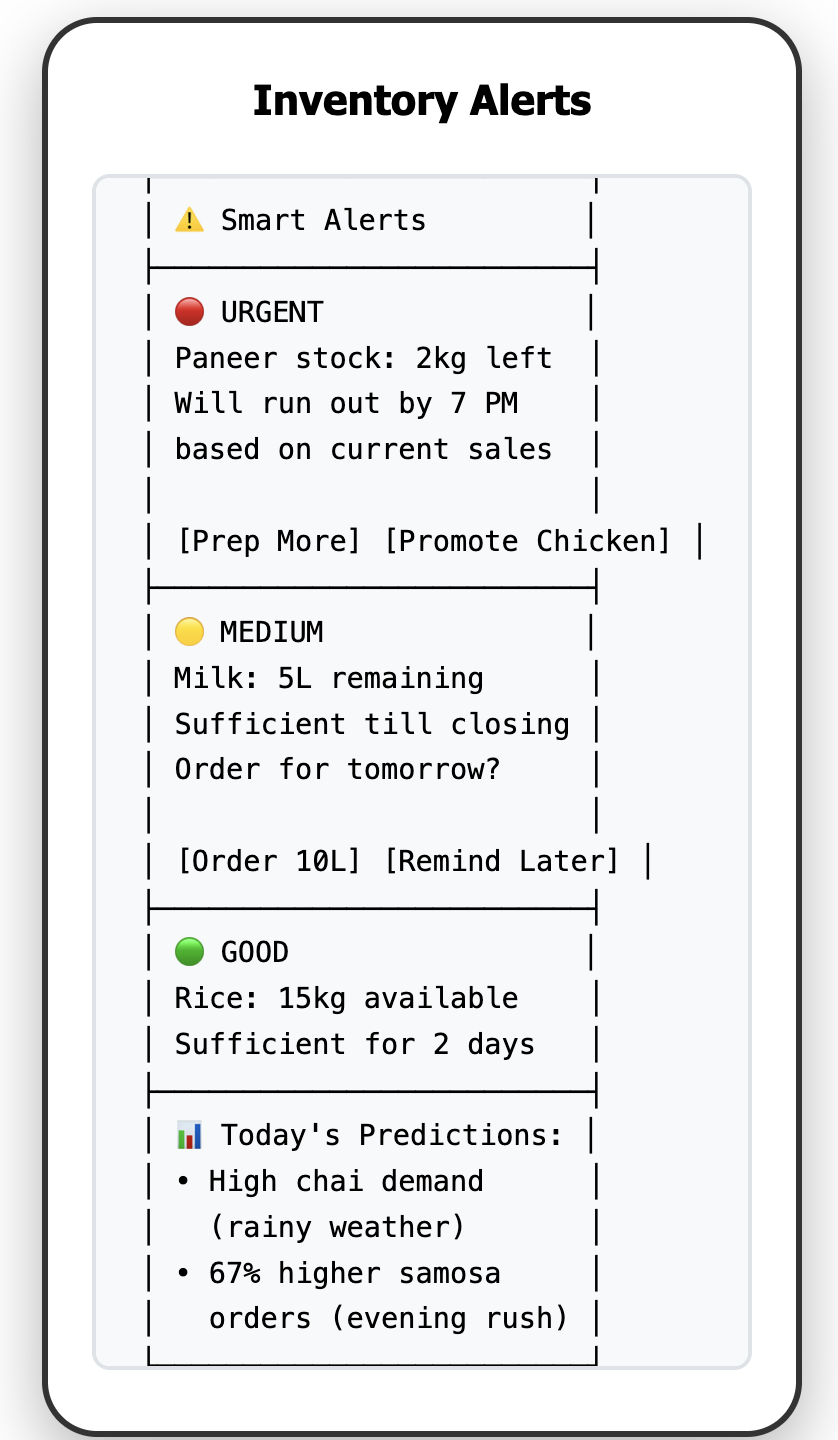 Inventory Alerts
⚠️ Smart Alerts
🔴 URGENT
Paneer stock: 2kg left
Will run out by 7 PM
based on current sales
[Prep More] [Promote Chicken]
🟡 MEDIUM
Milk: 5L remaining
Sufficient till closing
Order for tomorrow?
[Order 10L] [Remind Later]
🟢 GOOD
Rice: 15kg available
Sufficient for 2 days
📊 Today's Predictions:
• High chai demand
(rainy weather)
• 67% higher samosa
orders (evening rush)